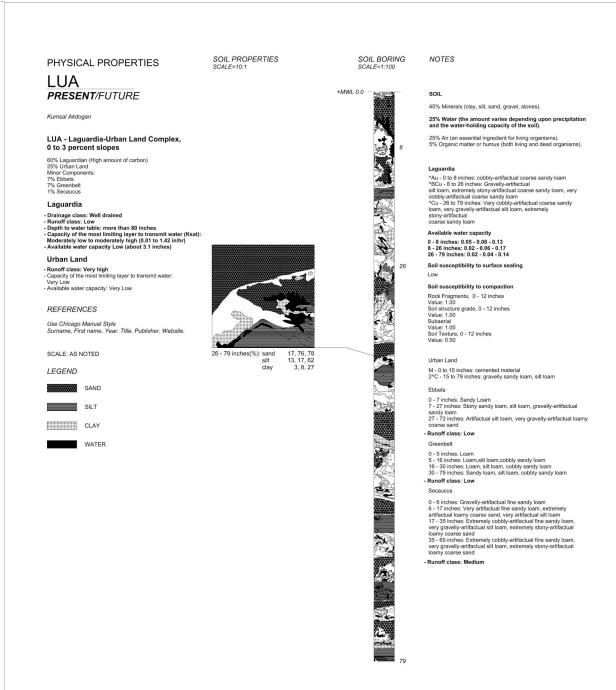 PHYSICAL PROPERTIES
LUA
PRESENT/FUTURE
Kumsal Akdogan
LUA - Laguardia-Urban Land Complex,
0 to 3 percent slopes
60% Laguardian (High amount of carbon)
25% Urban Land
Minor Components:
7% Ebbets
7% Greenbelt
1% Secaucus
Laguardia
- Drainage class: Well drained
- Runoff class: Low
- Depth to water table: more than 80 inches
- Capacity of the most limiting layer to transmit water (Ksat):
Moderately low to moderately high (0.01 to 1.42 in/hr)
- Available water capacity Low (about 3.1 inches)
Urban Land
- Runoff class: Very high
- Capacity of the most limiting layer to transmit water:
Very Low
- Available water capacity: Very Low
REFERENCES
Use Chicago Manual Style
Surname, First name. Year. Title. Publisher. Website.
SCALE: AS NOTED
LEGEND
SAND
SILT
CLAY
WATER
SOIL PROPERTIES
SCALE=10:1
26 - 79 inches(%): sand 17, 76, 78
silt 13, 17, 62
clay 3, 8, 27
SOIL BORING
SCALE=1:100
+MWL 0.0
8
26
79
NOTES
SOIL
45% Minerals (clay, silt, sand, gravel, stones).
25% Water (the amount varies depending upon precipitation
and the water-holding capacity of the soil).
25% Air (an essential ingredient for living organisms).
5% Organic matter or humus (both living and dead organisms).
Laguardia
^Au - 0 to 8 inches: cobbly-artifactual coarse sandy loam
^BCu - 8 to 26 inches: Gravelly-artifactual
silt loam, extremely stony-artifactual coarse sandy loam, very
cobbly-artifactual coarse sandy loam
^Cu - 26 to 79 inches: Very cobbly-artifactual coarse sandy
loam, very gravelly-artifactual silt loam, extremely
stony-artifactual
coarse sandy loam
Available water capacity
0 - 8 inches: 0.05 - 0.08 - 0.13
8 - 26 inches: 0.02 - 0.06 - 0.17
26 - 79 inches: 0.02 - 0.04 - 0.14
Soil susceptibility to surface sealing
Low
Soil susceptibility to compaction
Rock Fragments, 0 - 12 inches
Value: 1.00
Soil structure grade, 0 - 12 inches
Value: 1.00
Subaerial
Value: 1.00
Soil Texture, 0 - 12 inches
Value: 0.50
Urban Land
M - 0 to 15 inches: cemented material
2^C - 15 to 79 inches: gravelly sandy loam, silt loam
Ebbets
0 - 7 inches: Sandy Loam
7 - 27 inches: Stony sandy loam, silt loam, gravelly-artifactual
sandy loam
27 - 72 inches: Artifactual silt loam, very gravelly-artifactual loamy
coarse sand
- Runoff class: Low
Greenbelt
0 - 5 inches: Loam
5 - 16 inches: Loam,silt loam,cobbly sandy loam
16 - 30 inches: Loam, silt loam, cobbly sandy loam
30 - 79 inches: Sandy loam, silt loam, cobbly sandy loam
- Runoff class: Low
Secaucus
0 - 6 inches: Gravelly-artifactual fine sandy loam
6 - 17 inches: Very artifactual fine sandy loam, extremely
artifactual loamy coarse sand, very artifactual silt loam
17 - 35 inches: Extremely cobbly-artifactual fine sandy loam,
very gravelly-artifactual silt loam, extremely stony-artifactual
loamy coarse sand
35 - 65 inches: Extremely cobbly-artifactual fine sandy loam,
very gravelly-artifactual silt loam, extremely stony-artifactual
loamy coarse sand
- Runoff class: Medium